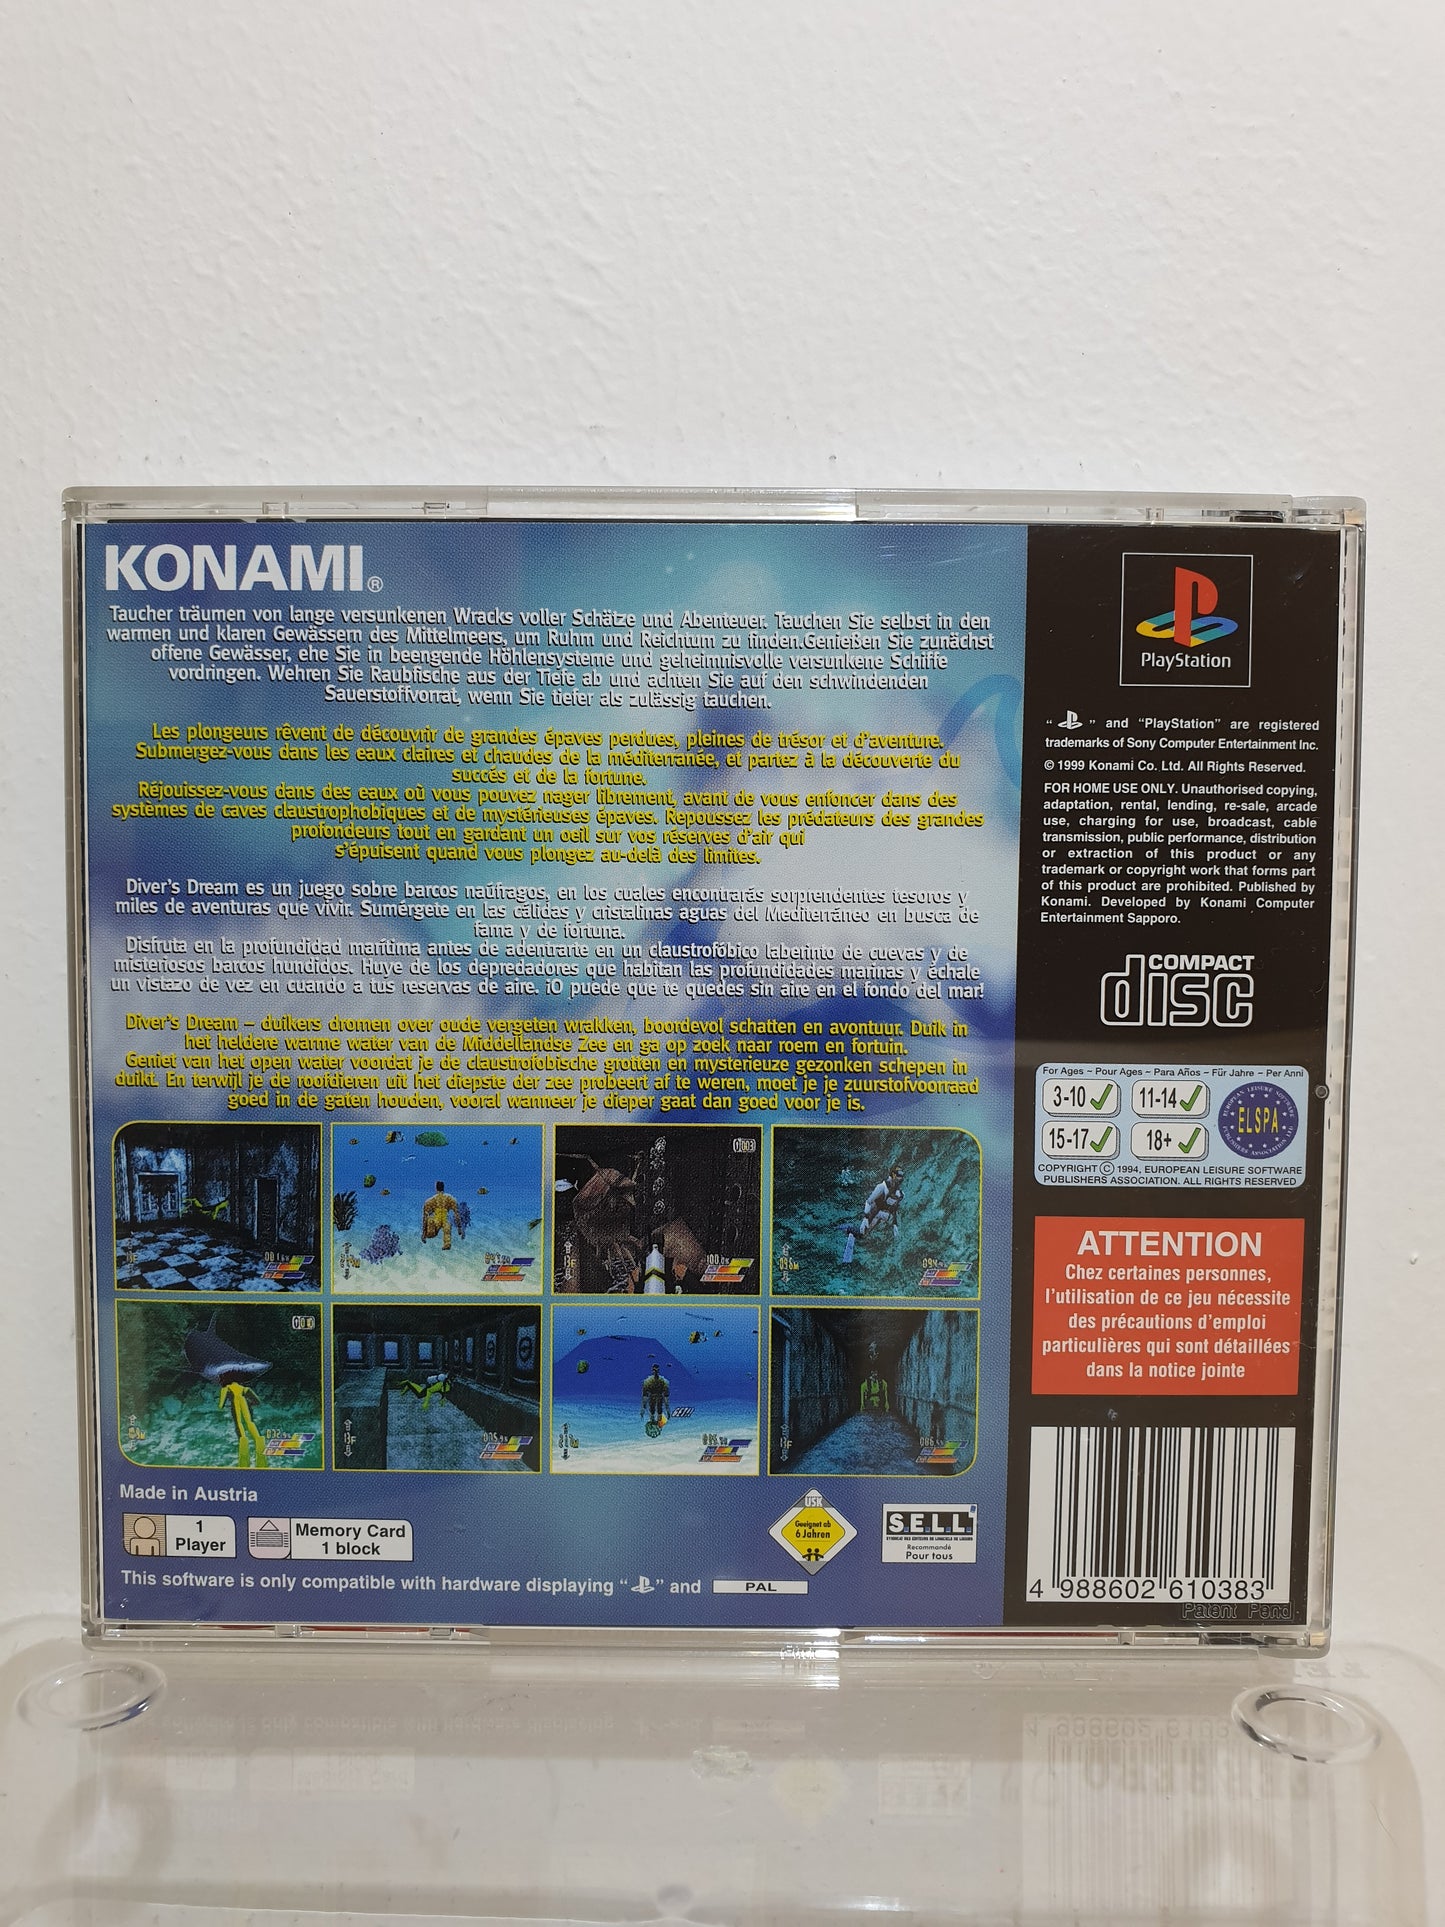 KONAMI®
Taucher träumen von lange versunkenen Wracks voller Schätze und Abenteuer. Tauchen Sie selbst in den
warmen und klaren Gewässern des Mittelmeers, um Ruhm und Reichtum zu finden.Genießen Sie zunächst
offene Gewässer, ehe Sie in beengende Höhlensysteme und geheimnisvolle versunkene Schiffe
vordringen. Wehren Sie Raubfische aus der Tiefe ab und achten Sie auf den schwindenden
Sauerstoffvorrat, wenn Sie tiefer als zulässig tauchen.
Les plongeurs rêvent de découvrir de grandes épaves perdues, pleines de trésor et d'aventure.
Submergez-vous dans les eaux claires et chaudes de la méditerranée, et partez à la découverte du
succés et de la fortune.
Réjouissez-vous dans des eaux où vous pouvez nager librement, avant de vous enfoncer dans des
systèmes de caves claustrophobiques et de mystérieuses épaves. Repoussez les prédateurs des grandes
profondeurs tout en gardant un oeil sur vos réserves d'air qui
s'épuisent quand vous plongez au-delà des limites.
Diver's Dream es un juego sobre barcos naúfragos, en los cuales encontrarás sorprendentes tesoros y
miles de aventuras que vivir. Sumérgete en las cálidas y cristalinas aguas del Mediterráneo en busca de
fama y de fortuna.
Disfruta en la profundidad marítima antes de adentrarte en un claustrofóbico laberinto de cuevas y de
misteriosos barcos hundidos. Huye de los depredadores que habitan las profundidades marinas y échale
un vistazo de vez en cuando a tus reservas de aire. ¡O puede que te quedes sin aire en el fondo del mar!
Diver's Dream – duikers dromen over oude vergeten wrakken, boordevol schatten en avontuur. Duik in
het heldere warme water van de Middellandse Zee en ga op zoek naar roem en fortuin.
Geniet van het open water voordat je de claustrofobische grotten en mysterieuze gezonken schepen in
duikt. En terwijl je de roofdieren uit het diepste der zee probeert af te weren, moet je je zuurstofvoorraad
goed in de gaten houden, vooral wanneer je dieper gaat dan goed voor je is.
Made in Austria
1
Player
Memory Card
1 block
USK
Geeignet ab
6 Jahren
S.E.L.L.
SYNDICAT DES EDITEURS DE LOGICIELS DE LOISIRS
Recommandé
Pour tous
This software is only compatible with hardware displaying " " and PAL
PlayStation
" " and "PlayStation" are registered
trademarks of Sony Computer Entertainment Inc.
© 1999 Konami Co. Ltd. All Rights Reserved.
FOR HOME USE ONLY. Unauthorised copying,
adaptation, rental, lending, re-sale, arcade
use, charging for use, broadcast, cable
transmission, public performance, distribution
or extraction of this product or any
trademark or copyright work that forms part
of this product are prohibited. Published by
Konami. Developed by Konami Computer
Entertainment Sapporo.
COMPACT
disc
For Ages ~ Pour Ages ~ Para Años ~ Für Jahre ~ Per Anni
3-10 11-14
15-17 18+
ELSPA
EUROPEAN LEISURE SOFTWARE PUBLISHERS ASSOCIATION LTD
COPYRIGHT © 1994, EUROPEAN LEISURE SOFTWARE
PUBLISHERS ASSOCIATION. ALL RIGHTS RESERVED
ATTENTION
Chez certaines personnes,
l'utilisation de ce jeu nécessite
des précautions d'emploi
particulières qui sont détaillées
dans la notice jointe
4 988602 610383
Patent Pend